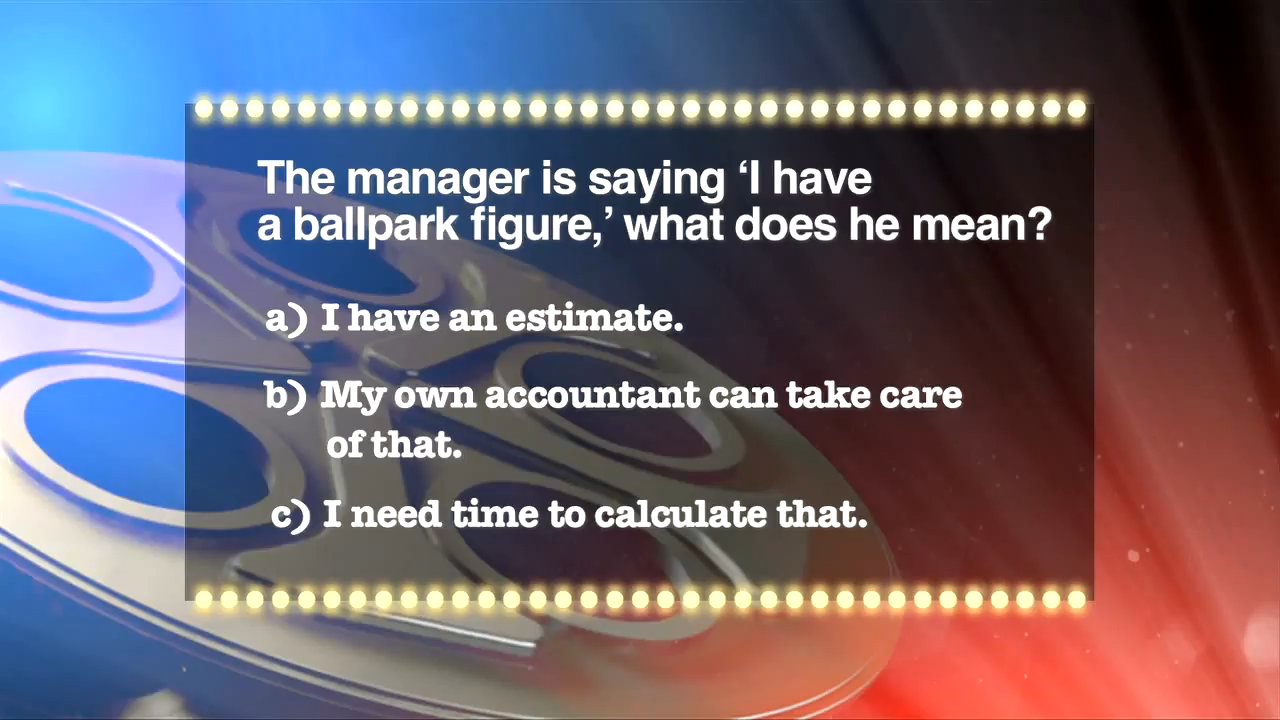 The manager is saying ‘I have
a ballpark figure,’ what does he mean?
a) I have an estimate.
b) My own accountant can take care
of that.
c) I need time to calculate that.